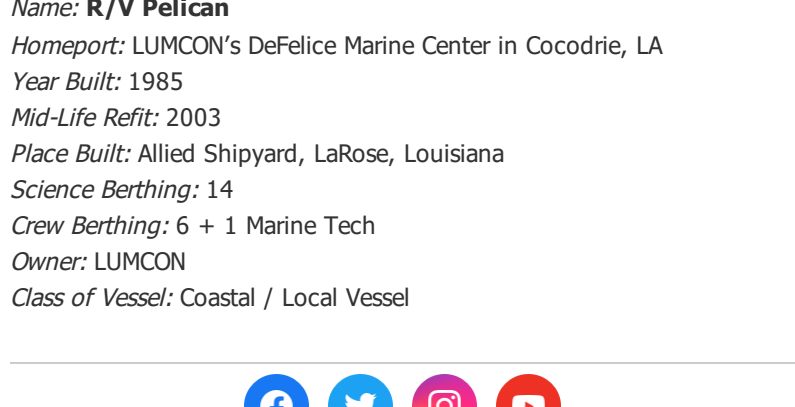 Name: R/V Pelican
Homeport: LUMCON’s DeFelice Marine Center in Cocodrie, LA
Year Built: 1985
Mid-Life Refit: 2003
Place Built: Allied Shipyard, LaRose, Louisiana
Science Berthing: 14
Crew Berthing: 6 + 1 Marine Tech
Owner: LUMCON
Class of Vessel: Coastal / Local Vessel